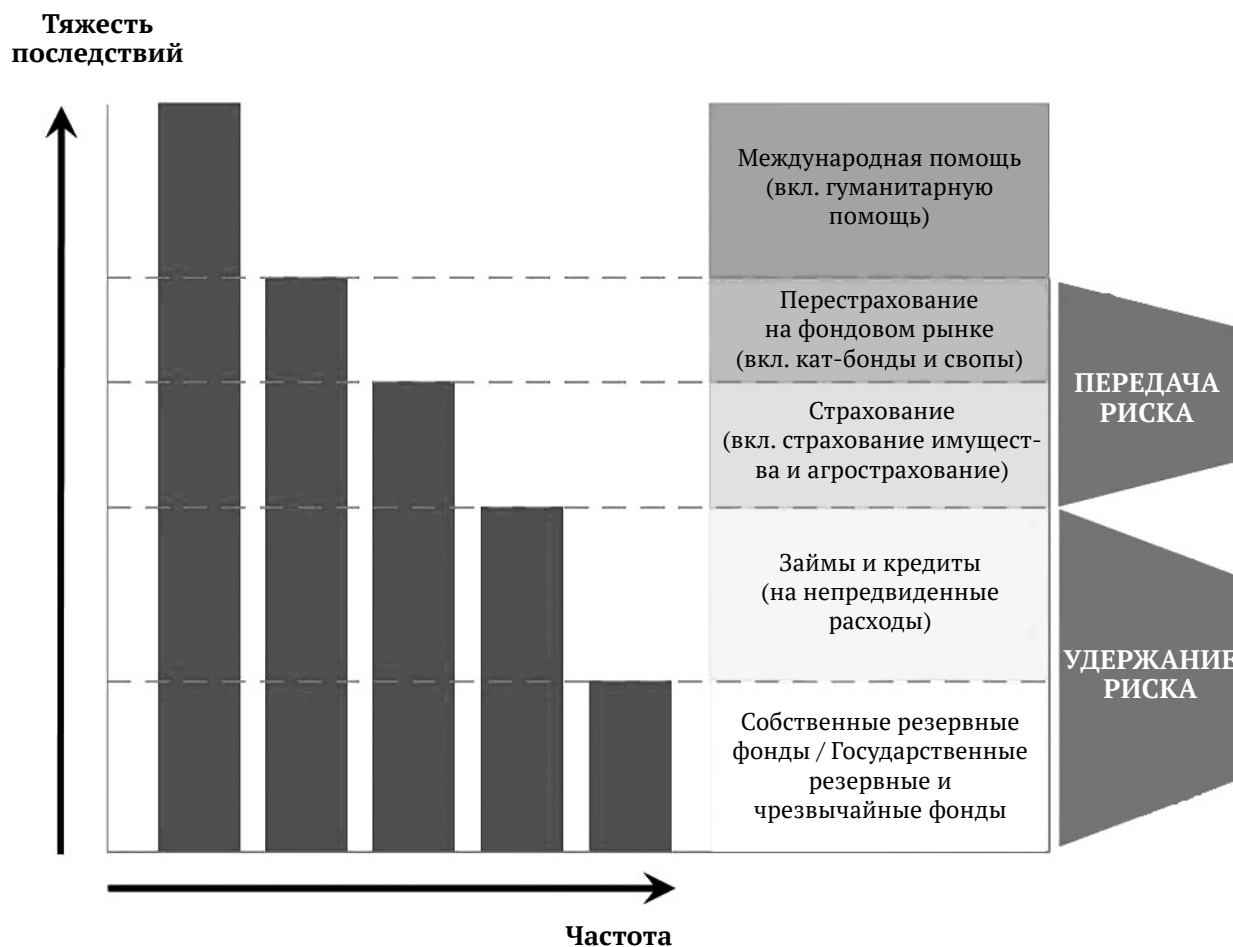 Тяжесть
последствий
Международная помощь
(вкл. гуманитарную
помощь)
Перестрахование
на фондовом рынке
(вкл. кат-бонды и свопы)
Страхование
(вкл. страхование имущест-
ва и агрострахование)
Займы и кредиты
(на непредвиденные
расходы)
Собственные резервные
фонды / Государственные
резервные и
чрезвычайные фонды
ПЕРЕДАЧА
РИСКА
УДЕРЖАНИЕ
РИСКА
Частота